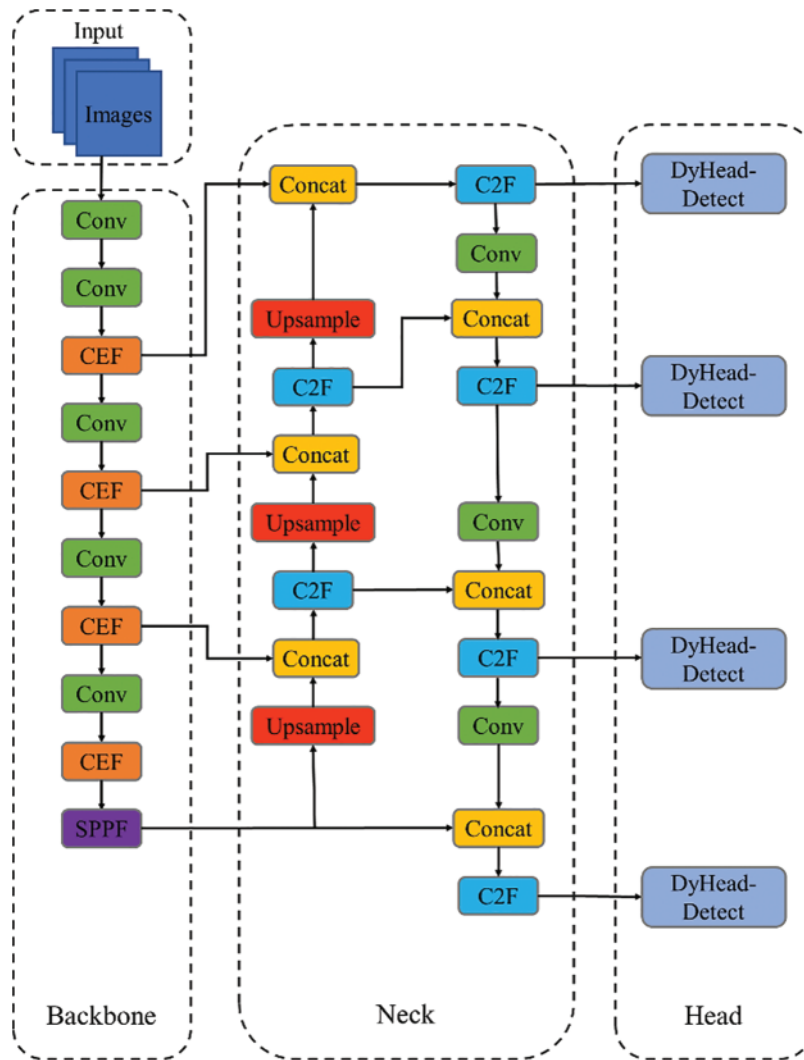 Input
Images
Conv
Conv
CEF
Conv
CEF
Conv
CEF
Conv
CEF
SPPF
Backbone
Concat
Upsample
C2F
Concat
Upsample
C2F
Concat
Upsample
C2F
Conv
Concat
C2F
Conv
Concat
C2F
Conv
Concat
C2F
Neck
DyHead-
Detect
DyHead-
Detect
DyHead-
Detect
DyHead-
Detect
Head